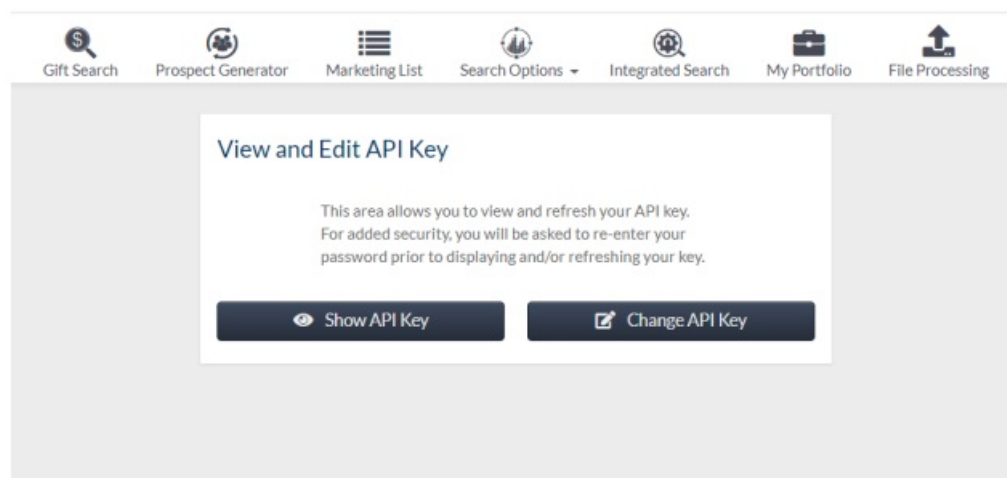 Gift Search Prospect Generator Marketing List Search Options Integrated Search My Portfolio File Processing
View and Edit API Key
This area allows you to view and refresh your API key.
For added security, you will be asked to re-enter your
password prior to displaying and/or refreshing your key.
Show API Key Change API Key